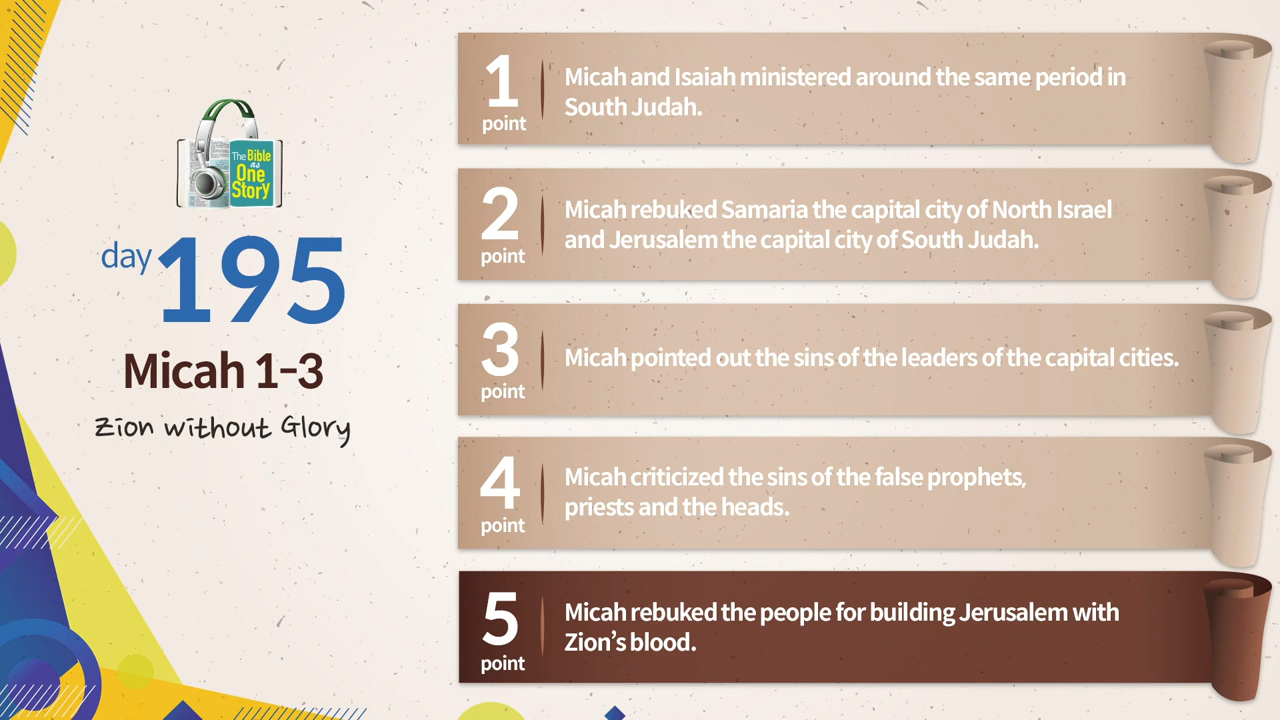 The Bible
as
One
Story
day 195
Micah 1-3
Zion without Glory
1
point
Micah and Isaiah ministered around the same period in
South Judah.
2
point
Micah rebuked Samaria the capital city of North Israel
and Jerusalem the capital city of South Judah.
3
point
Micah pointed out the sins of the leaders of the capital cities.
4
point
Micah criticized the sins of the false prophets,
priests and the heads.
5
point
Micah rebuked the people for building Jerusalem with
Zion’s blood.